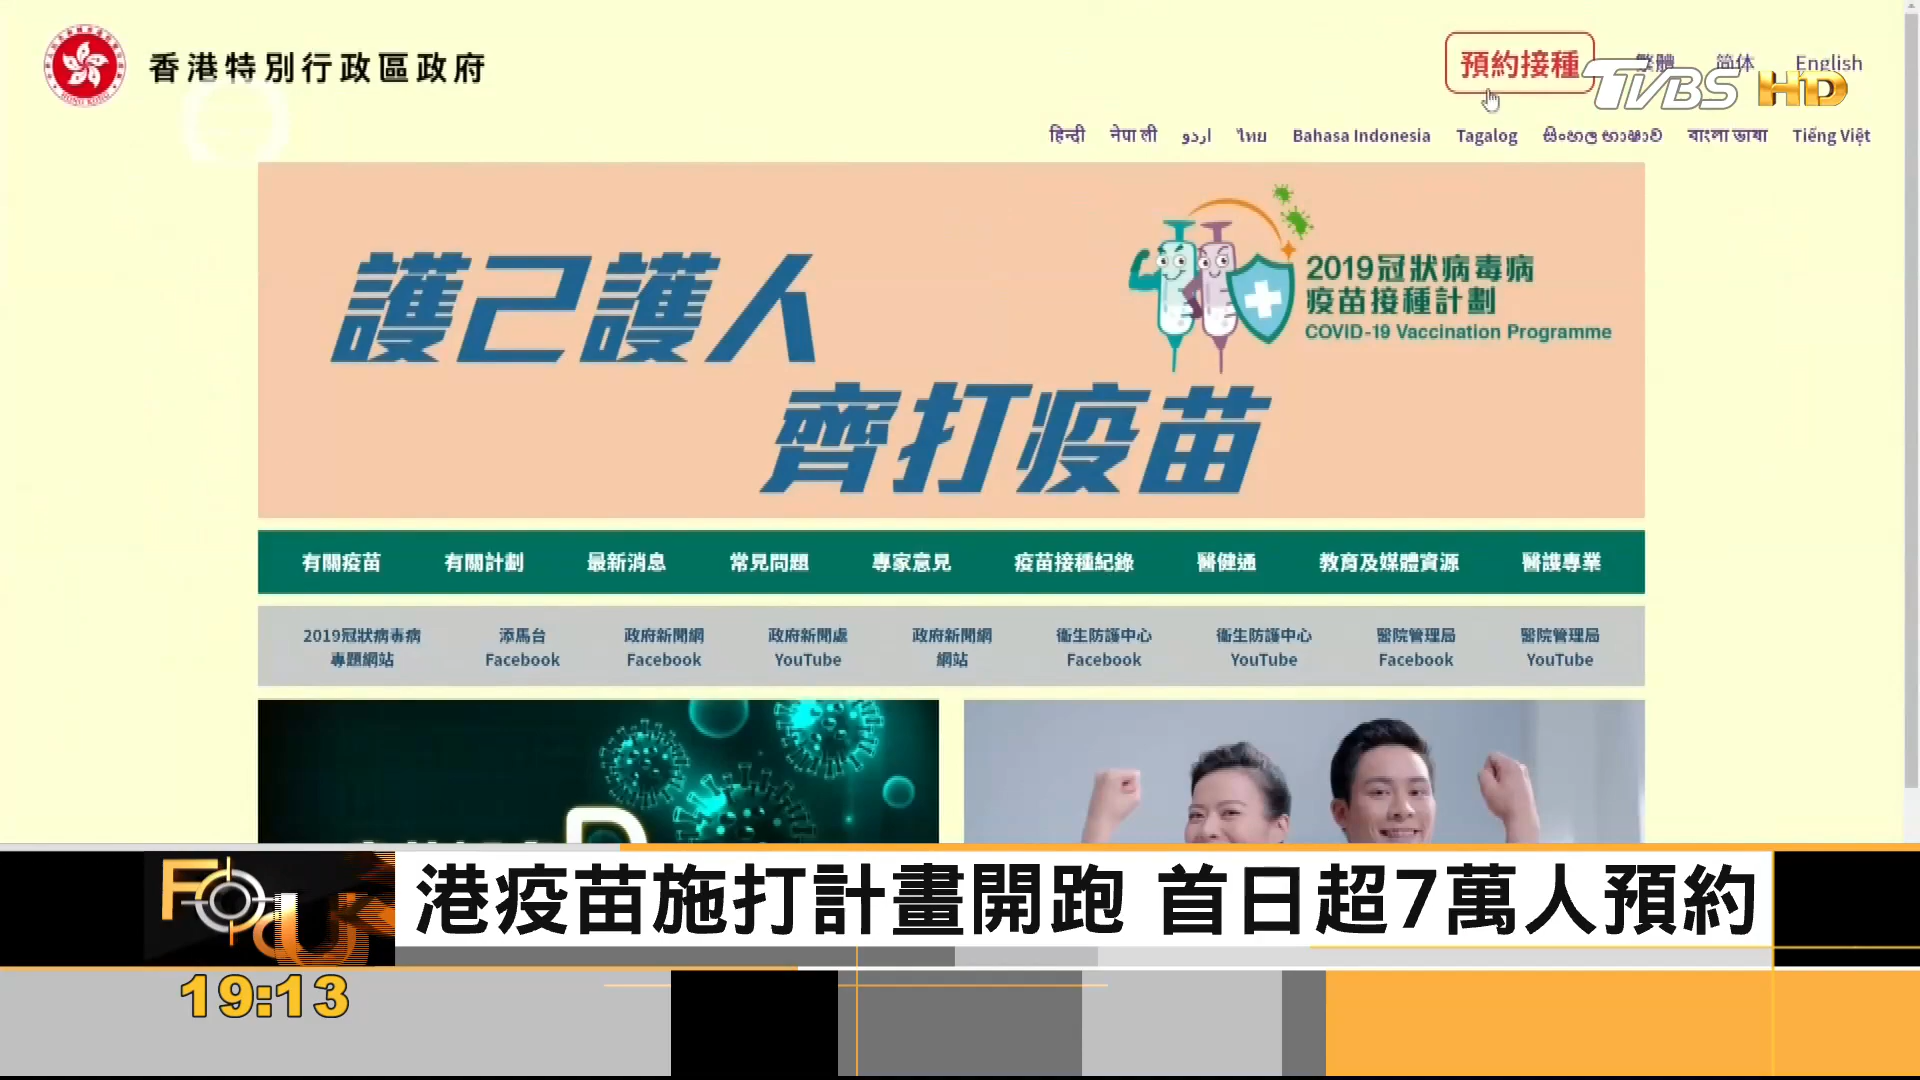 香港特別行政區政府
預約接種 繁體 简体 English
TVBS HD
हिन्दी नेपाली اردو ไทย Bahasa Indonesia Tagalog සිංහල භාෂාව বাংলা ভাষা Tiếng Việt
護己護人
齊打疫苗
2019冠狀病毒病
疫苗接種計劃
COVID-19 Vaccination Programme
有關疫苗 有關計劃 最新消息 常見問題 專家意見 疫苗接種紀錄 醫健通 教育及媒體資源 醫護專業
2019冠狀病毒病 添馬台 政府新聞網 政府新聞處 政府新聞網 衞生防護中心 衞生防護中心 醫院管理局 醫院管理局
專題網站 Facebook Facebook YouTube 網站 Facebook YouTube Facebook YouTube
港疫苗施打計畫開跑 首日超7萬人預約
19:13